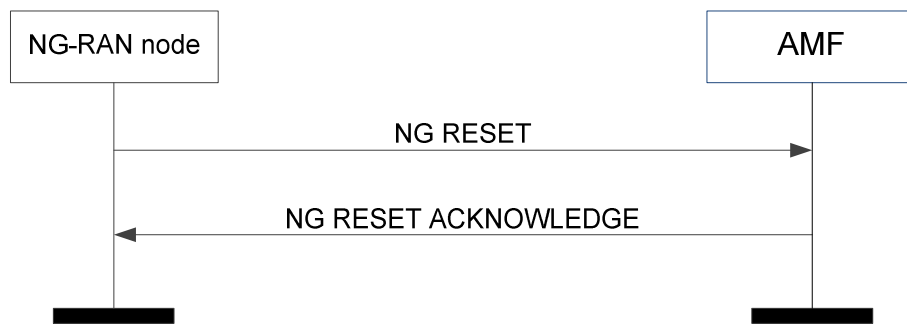 NG-RAN node
AMF
NG RESET
NG RESET ACKNOWLEDGE